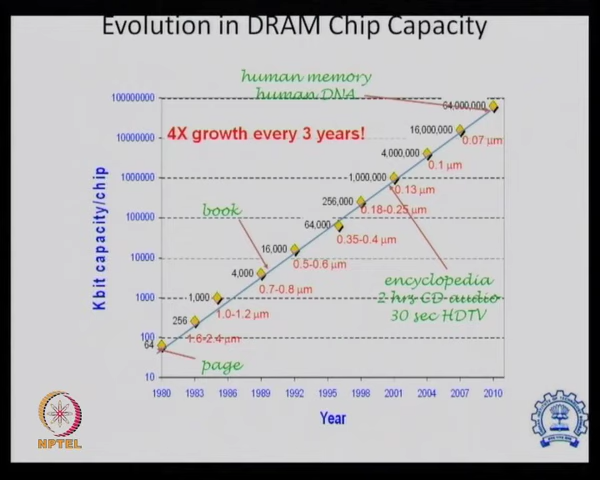 Evolution in DRAM Chip Capacity
human memory
human DNA
100000000
64,000,000
4X growth every 3 years!
10000000
16,000,000
0.07 µm
4,000,000
0.1 µm
1000000
1,000,000
0.13 µm
book
256,000
0.18-0.25 µm
100000
64,000
0.35-0.4 µm
10000
16,000
0.5-0.6 µm
4,000
0.7-0.8 µm
encyclopedia
2 hrs CD audio
30 sec HDTV
1000
1,000
1.0-1.2 µm
256
100
1.6-2.4 µm
64
page
10
Kbit capacity/chip
1980 1983 1986 1989 1992 1995 1998 2001 2004 2007 2010
Year
NPTEL